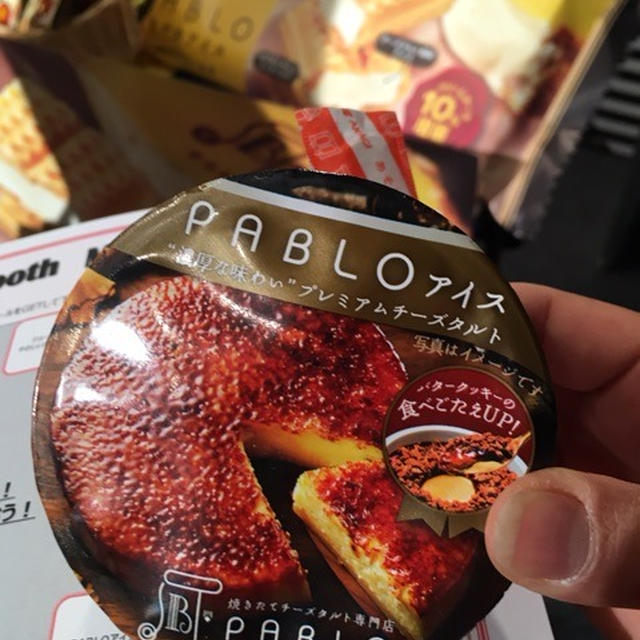 PABLO
10%
ooth
PABLOアイス
"濃厚な味わい"プレミアムチーズタルト
写真はイメージです
バタークッキーの
食べごたえUP!
焼きたてチーズタルト専門店
PABLO